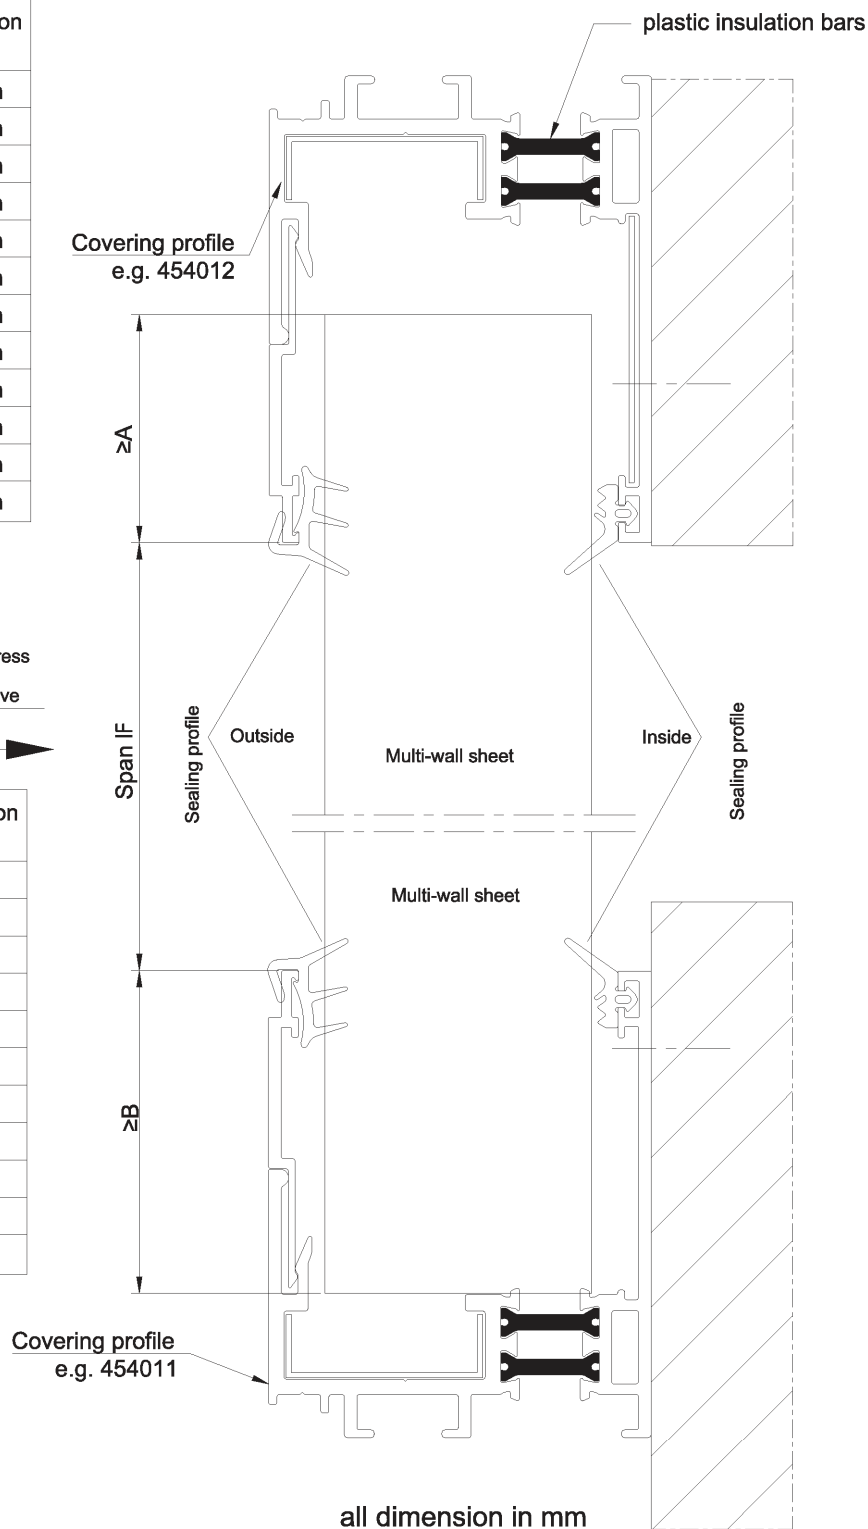 plastic insulation bars
Covering profile
e.g. 454012
≥A
Span IF
Sealing profile
Outside
Multi-wall sheet
Inside
Sealing profile
Multi-wall sheet
≥B
Covering profile
e.g. 454011
all dimension in mm